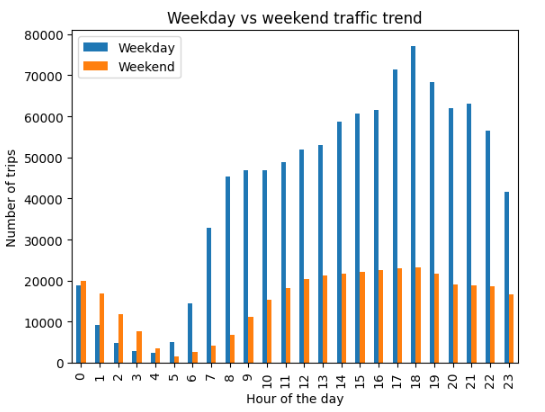 Weekday vs weekend traffic trend
80000
70000
60000
50000
40000
30000
20000
10000
0
Number of trips
Weekday
Weekend
0 1 2 3 4 5 6 7 8 9 10 11 12 13 14 15 16 17 18 19 20 21 22 23
Hour of the day